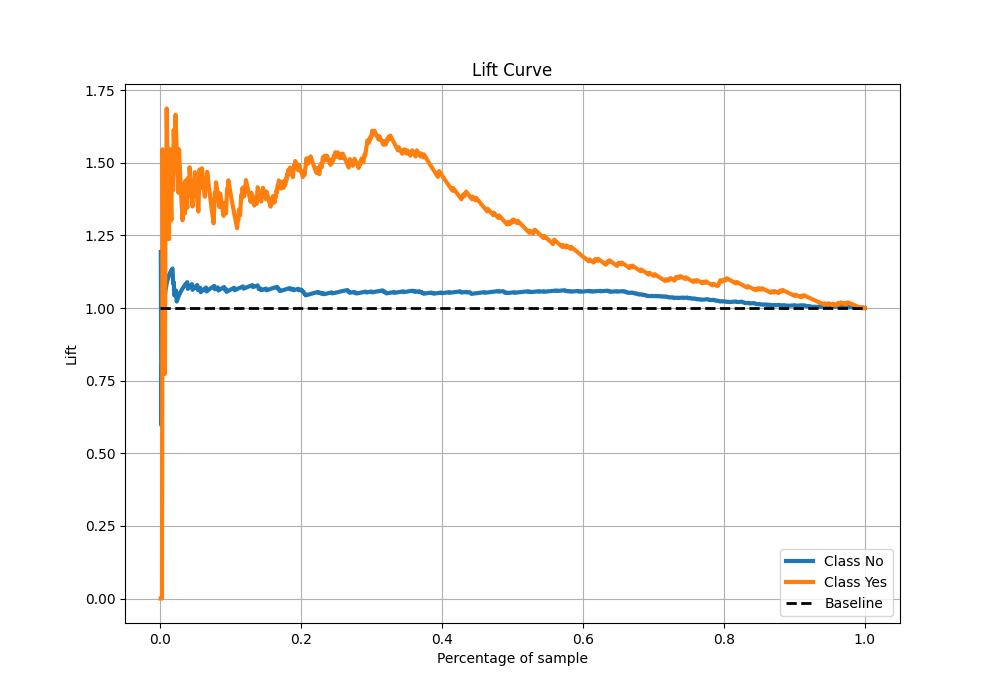 Lift Curve
1.75
1.50
1.25
1.00
0.75
0.50
0.25
0.00
Lift
0.0 0.2 0.4 0.6 0.8 1.0
Percentage of sample
Class No
Class Yes
Baseline